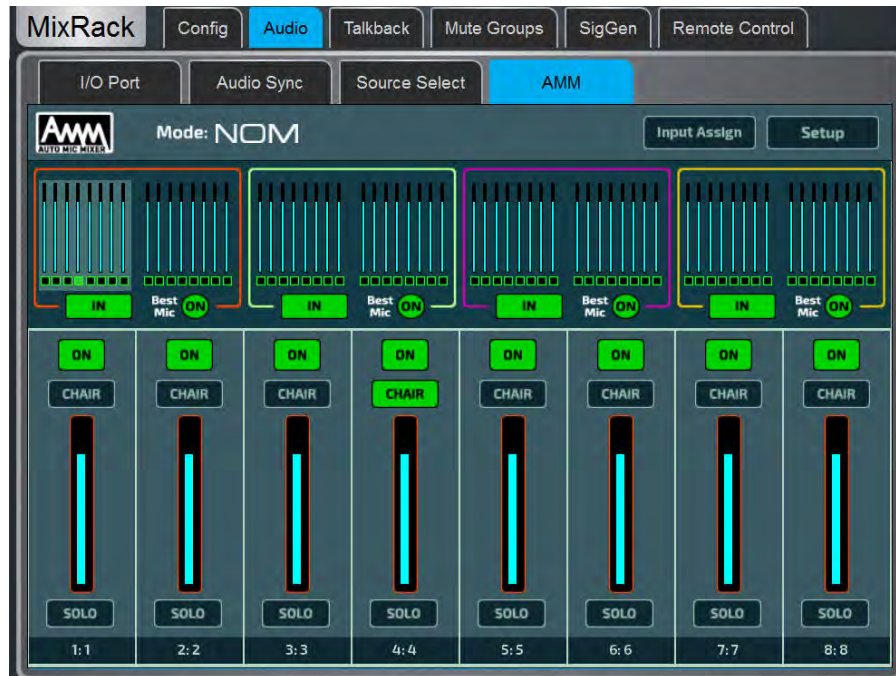 MixRack Config Audio Talkback Mute Groups SigGen Remote Control
I/O Port Audio Sync Source Select AMM
AMM
AUTO MIC MIXER
Mode: NOM Input Assign Setup
IN Best Mic ON IN Best Mic ON IN Best Mic ON IN Best Mic ON
ON ON ON ON ON ON ON ON
CHAIR CHAIR CHAIR CHAIR CHAIR CHAIR CHAIR CHAIR
SOLO SOLO SOLO SOLO SOLO SOLO SOLO SOLO
1:1 2:2 3:3 4:4 5:5 6:6 7:7 8:8